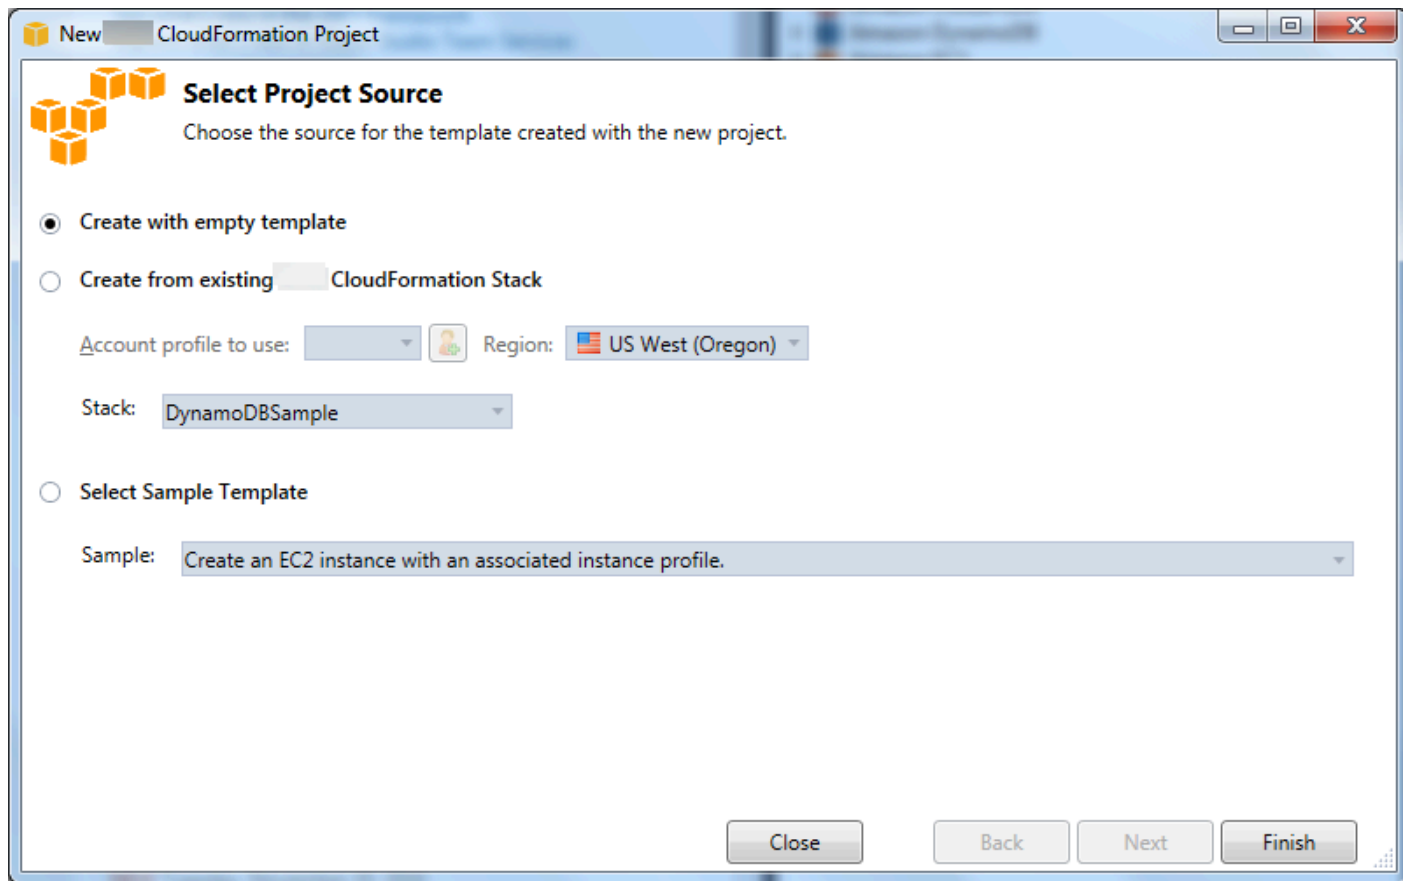 New CloudFormation Project
Select Project Source
Choose the source for the template created with the new project.
Create with empty template
Create from existing CloudFormation Stack
Account profile to use: Region: US West (Oregon)
Stack: DynamoDBSample
Select Sample Template
Sample: Create an EC2 instance with an associated instance profile.
Close Back Next Finish